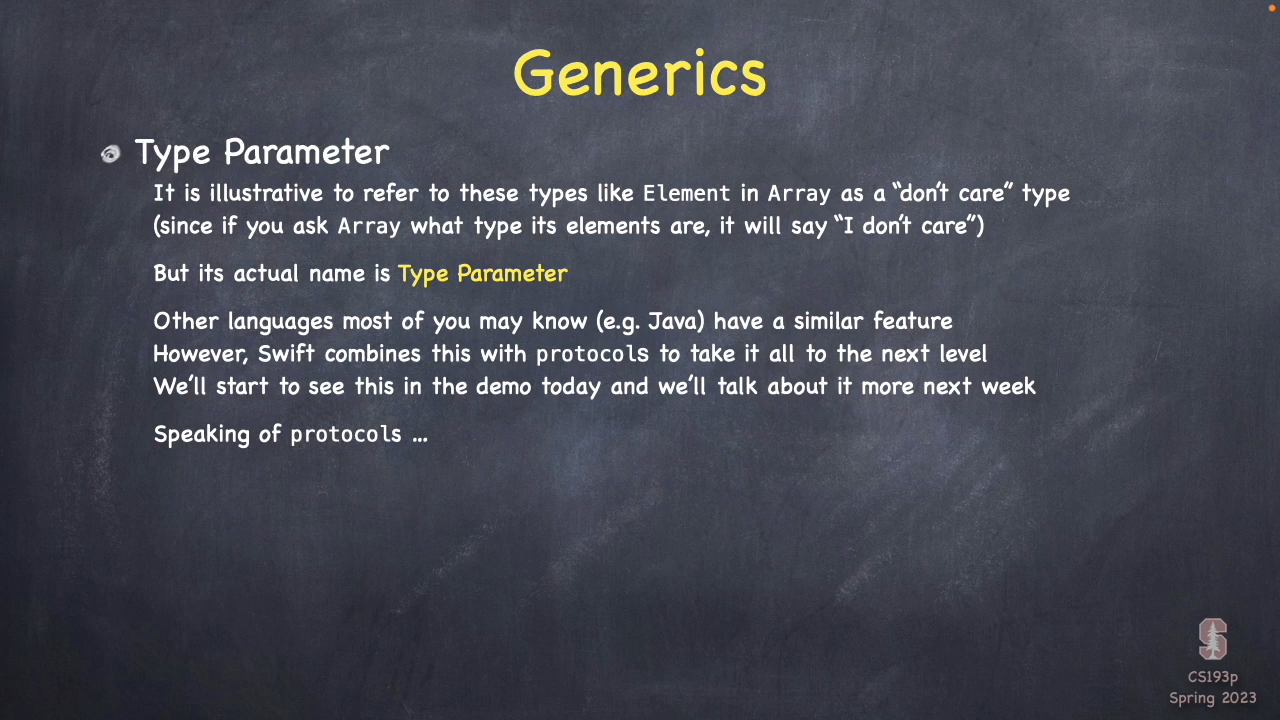 Generics
Type Parameter
It is illustrative to refer to these types like Element in Array as a “don’t care” type
(since if you ask Array what type its elements are, it will say “I don’t care”)
But its actual name is Type Parameter
Other languages most of you may know (e.g. Java) have a similar feature
However, Swift combines this with protocols to take it all to the next level
We’ll start to see this in the demo today and we’ll talk about it more next week
Speaking of protocols ...
CS193p
Spring 2023